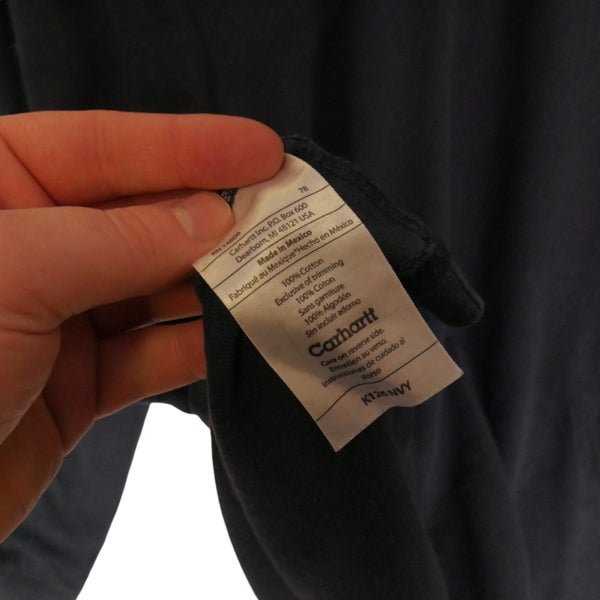 RN 14806 78
Carhartt Inc. P.O. Box 600
Dearborn, MI 48121 USA
Made in Mexico
Fabriqué au Mexique*Hecho en México
100% Cotton
Exclusive of trimming
100% Coton
Sans garniture
100% Algodón
Sin incluir adorno
Carhartt
Care on reverse side.
Entretien au verso.
Instrucciones de cuidado al
dorso
K126 NVY